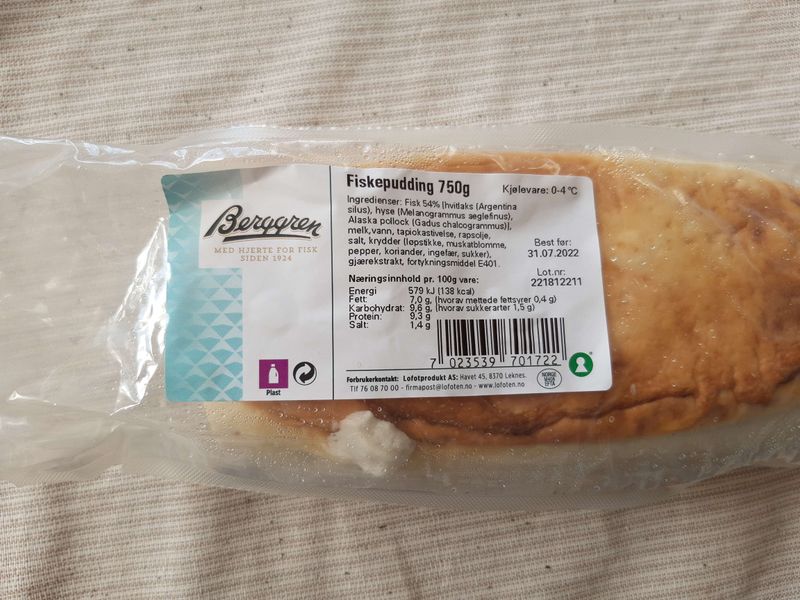 Berggren
MED HJERTE FOR FISK
SIDEN 1924
Plast
Fiskepudding 750g
Kjølevare: 0-4 °C
Ingredienser: Fisk 54% [hvitlaks (Argentina
silus), hyse (Melanogrammus aeglefinus),
Alaska pollock (Gadus chalcogrammus)],
melk,vann, tapiokastivelse, rapsolje,
salt, krydder (løpstikke, muskatblomme,
pepper, koriander, ingefær, sukker),
gjærekstrakt, fortykningsmiddel E401.
Best før:
31.07.2022
Lot.nr:
221812211
Næringsinnhold pr. 100g vare:
Energi 579 kJ (138 kcal)
Fett: 7,0 g, (hvorav mettede fettsyrer 0,4 g)
Karbohydrat: 9,6 g, (hvorav sukkerarter 1,5 g)
Protein: 9,3 g
Salt: 1,4 g
7 023539 701722
Forbrukerkontakt: Lofotprodukt AS: Havet 45, 8370 Leknes.
Tlf 76 08 70 00 - firmapost@lofoten.no - www.lofoten.no
NORGE